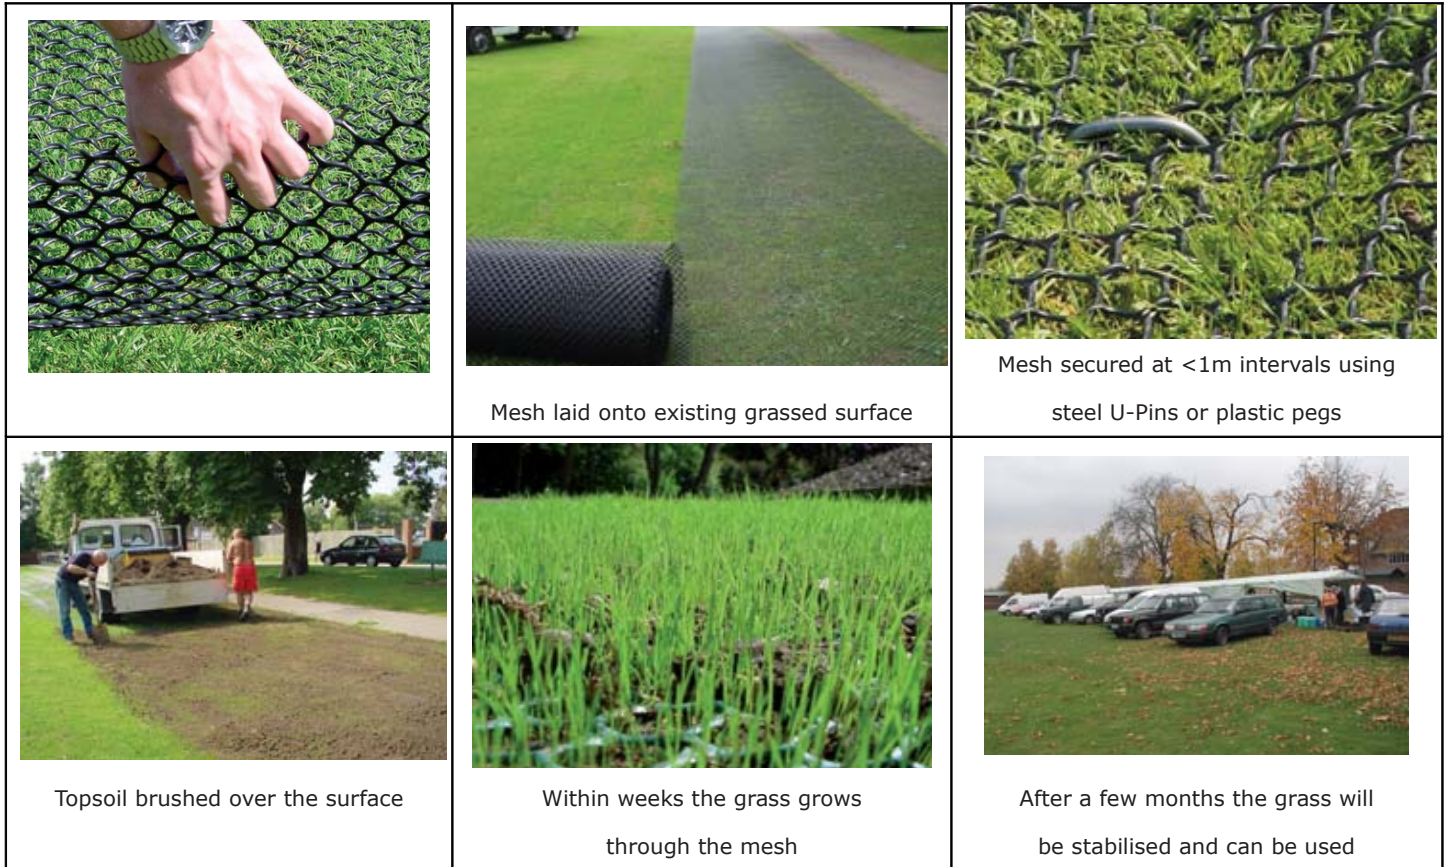 Mesh laid onto existing grassed surface
Mesh secured at <1m intervals using
steel U-Pins or plastic pegs
Topsoil brushed over the surface
Within weeks the grass grows
through the mesh
After a few months the grass will
be stabilised and can be used